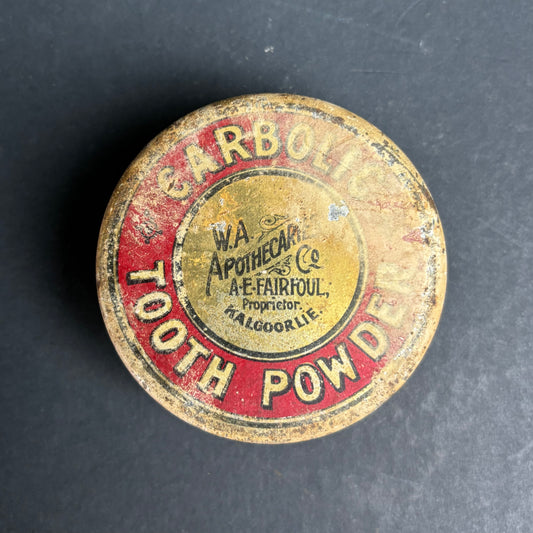 CARBOLIC
TOOTH POWDER
W.A
APOTHECARY
Co
A.E.FAIRFOUL,
Proprietor.
KALGOORLIE.